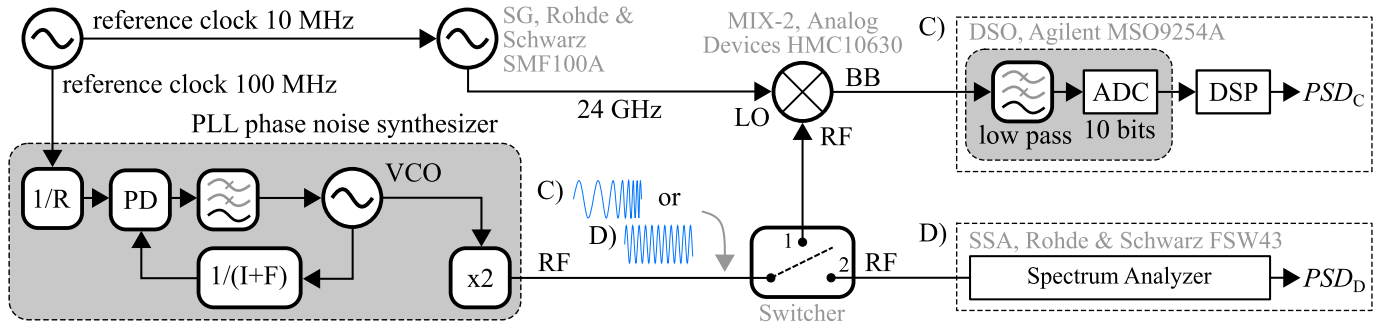 reference clock 10 MHz
SG, Rohde &
Schwarz
SMF100A
MIX-2, Analog
Devices HMC10630
C)
DSO, Agilent MSO9254A
reference clock 100 MHz
24 GHz
LO
BB
RF
low pass
ADC
10 bits
DSP
PSD_C
PLL phase noise synthesizer
1/R
PD
VCO
1/(I+F)
x2
C)
or
D)
RF
1
2
Switcher
RF
D)
SSA, Rohde & Schwarz FSW43
Spectrum Analyzer
PSD_D